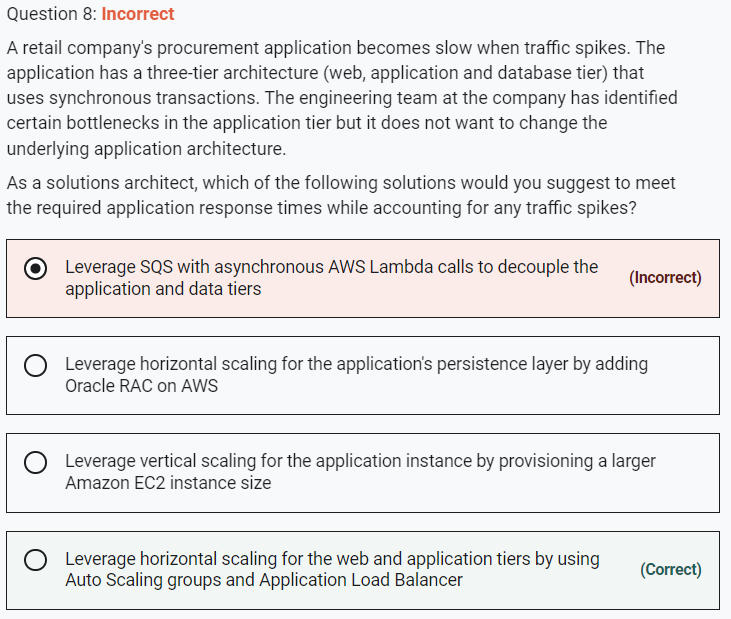 Question 8: Incorrect
A retail company's procurement application becomes slow when traffic spikes. The
application has a three-tier architecture (web, application and database tier) that
uses synchronous transactions. The engineering team at the company has identified
certain bottlenecks in the application tier but it does not want to change the
underlying application architecture.
As a solutions architect, which of the following solutions would you suggest to meet
the required application response times while accounting for any traffic spikes?
Leverage SQS with asynchronous AWS Lambda calls to decouple the
application and data tiers
(Incorrect)
Leverage horizontal scaling for the application's persistence layer by adding
Oracle RAC on AWS
Leverage vertical scaling for the application instance by provisioning a larger
Amazon EC2 instance size
Leverage horizontal scaling for the web and application tiers by using
Auto Scaling groups and Application Load Balancer
(Correct)